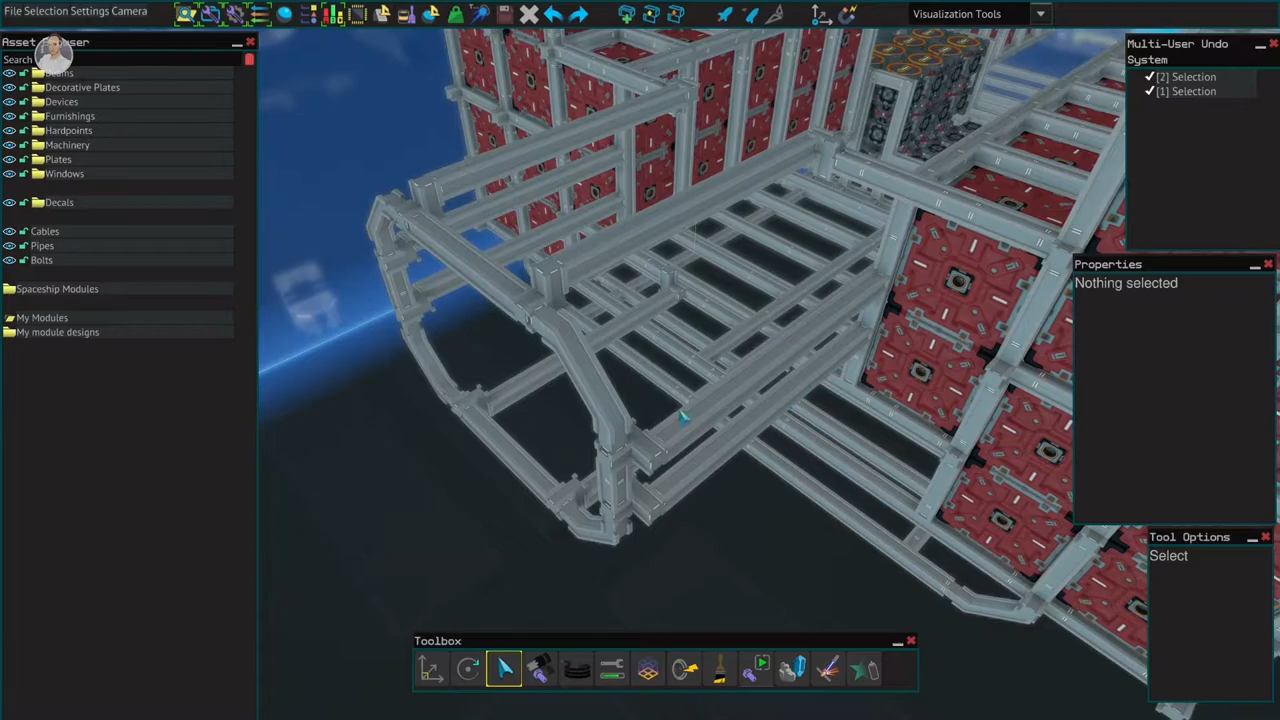 File Selection Settings Camera
Visualization Tools
Asset
Search
Beams
Decorative Plates
Devices
Furnishings
Hardpoints
Machinery
Plates
Windows
Decals
Cables
Pipes
Bolts
Spaceship Modules
My Modules
My module designs
Multi-User Undo
System
[2] Selection
[1] Selection
Properties
Nothing selected
Tool Options
Select
Toolbox